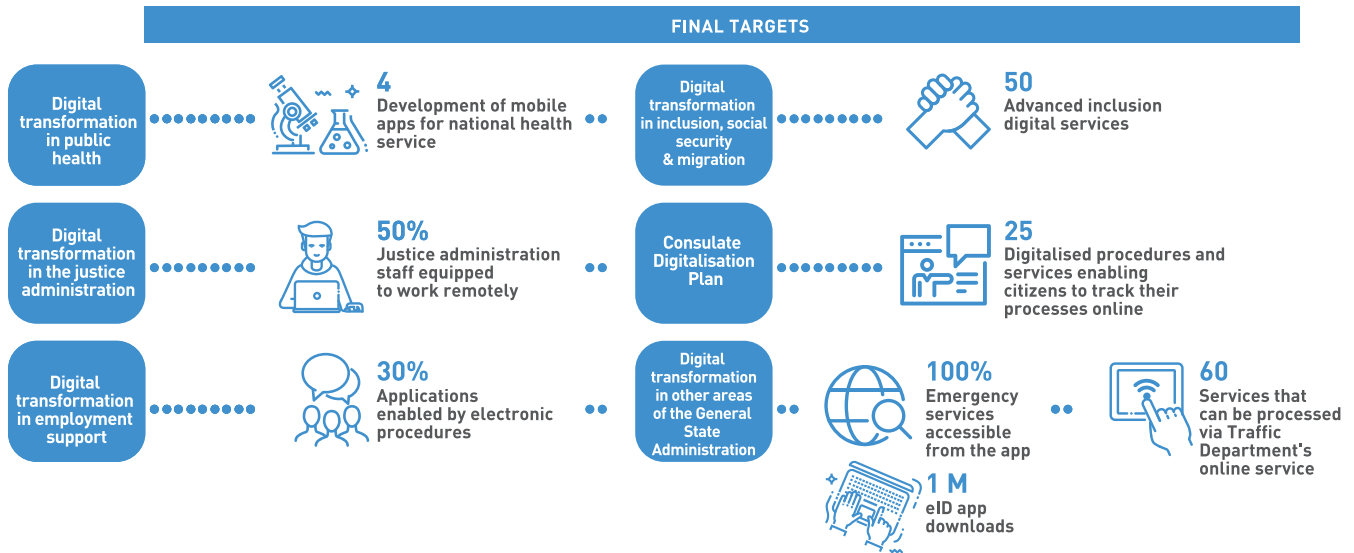 FINAL TARGETS
Digital
transformation
in public
health
4
Development of mobile
apps for national health
service
Digital
transformation
in inclusion, social
security
& migration
50
Advanced inclusion
digital services
Digital
transformation
in the justice
administration
50%
Justice administration
staff equipped
to work remotely
Consulate
Digitalisation
Plan
25
Digitalised procedures and
services enabling
citizens to track their
processes online
Digital
transformation
in employment
support
30%
Applications
enabled by electronic
procedures
Digital
transformation
in other areas
of the General
State
Administration
100%
Emergency
services
accessible
from the app
60
Services that
can be processed
via Traffic
Department's
online service
1 M
eID app
downloads